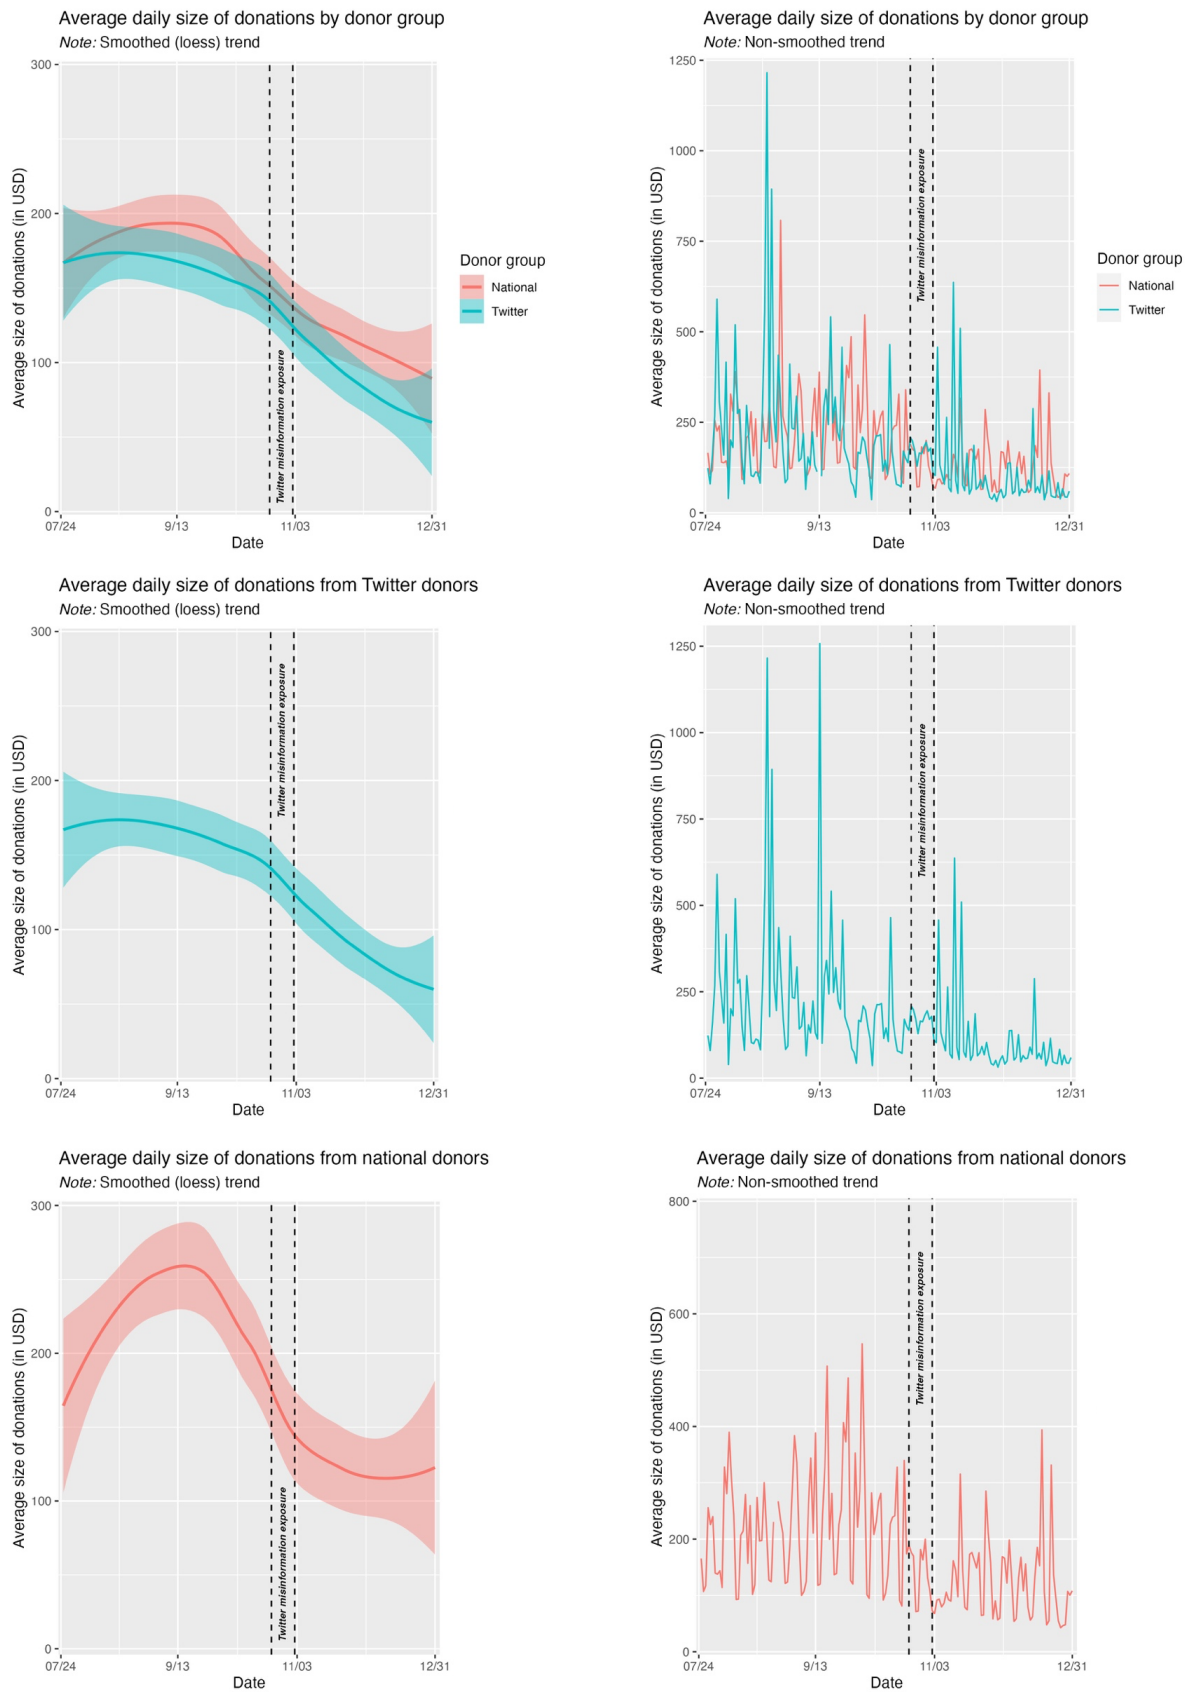 Average daily size of donations by donor group
Note: Smoothed (loess) trend
Average size of donations (in USD)
300
200
100
0
07/24
9/13
11/03
12/31
Date
Twitter misinformation exposure
Donor group
National
Twitter
Average daily size of donations by donor group
Note: Non-smoothed trend
Average size of donations (in USD)
1250
1000
750
500
250
0
07/24
9/13
11/03
12/31
Date
Twitter misinformation exposure
Donor group
National
Twitter
Average daily size of donations from Twitter donors
Note: Smoothed (loess) trend
Average size of donations (in USD)
300
200
100
0
07/24
9/13
11/03
12/31
Date
Twitter misinformation exposure
Average daily size of donations from Twitter donors
Note: Non-smoothed trend
Average size of donations (in USD)
1250
1000
750
500
250
0
07/24
9/13
11/03
12/31
Date
Twitter misinformation exposure
Average daily size of donations from national donors
Note: Smoothed (loess) trend
Average size of donations (in USD)
300
200
100
0
07/24
9/13
11/03
12/31
Date
Twitter misinformation exposure
Average daily size of donations from national donors
Note: Non-smoothed trend
Average size of donations (in USD)
800
600
400
200
0
07/24
9/13
11/03
12/31
Date
Twitter misinformation exposure